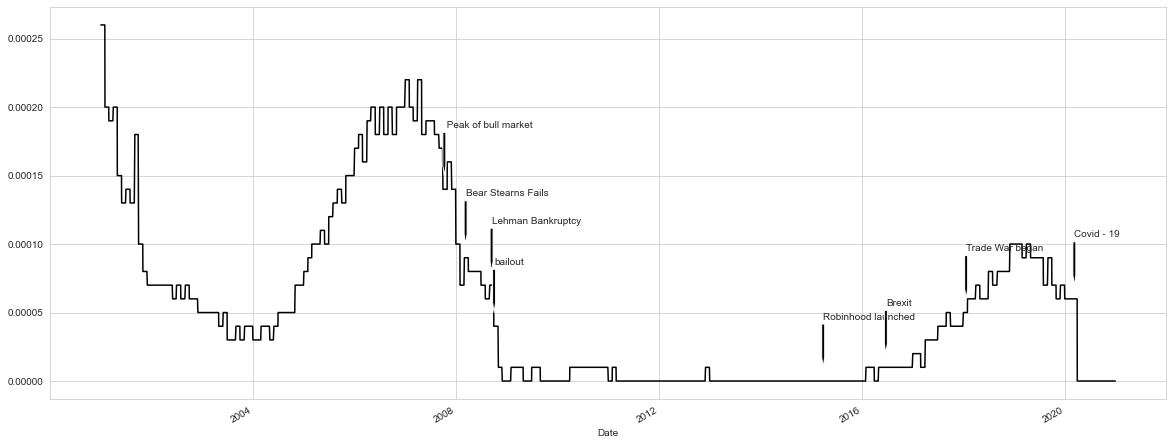 0.00025
0.00020
0.00015
0.00010
0.00005
0.00000
Peak of bull market
Bear Stearns Fails
Lehman Bankruptcy
bailout
Robinhood launched
Brexit
Trade War began
Covid - 19
2004
2008
2012
2016
2020
Date